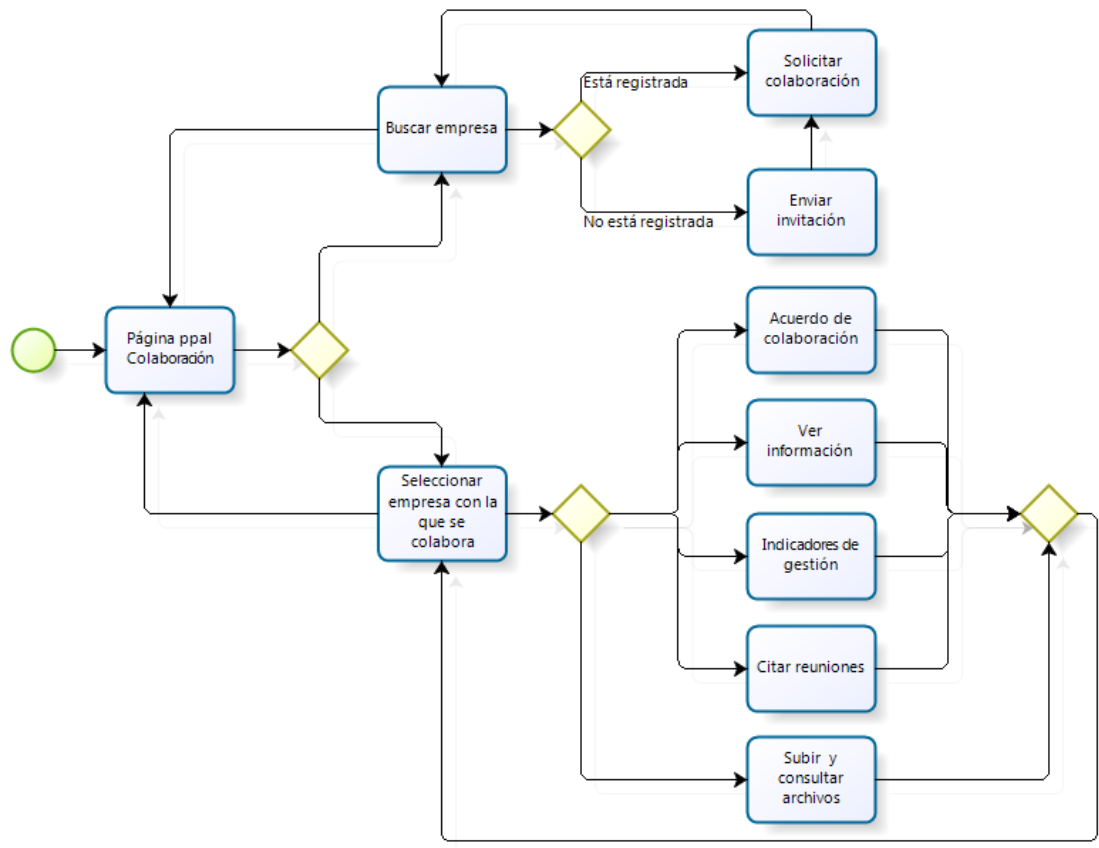 Solicitar
colaboración
Está registrada
Buscar empresa
Enviar
invitación
No está registrada
Página ppal
Colaboración
Acuerdo de
colaboración
Ver
información
Seleccionar
empresa con la
que se
colabora
Indicadores de
gestión
Citar reuniones
Subir y
consultar
archivos